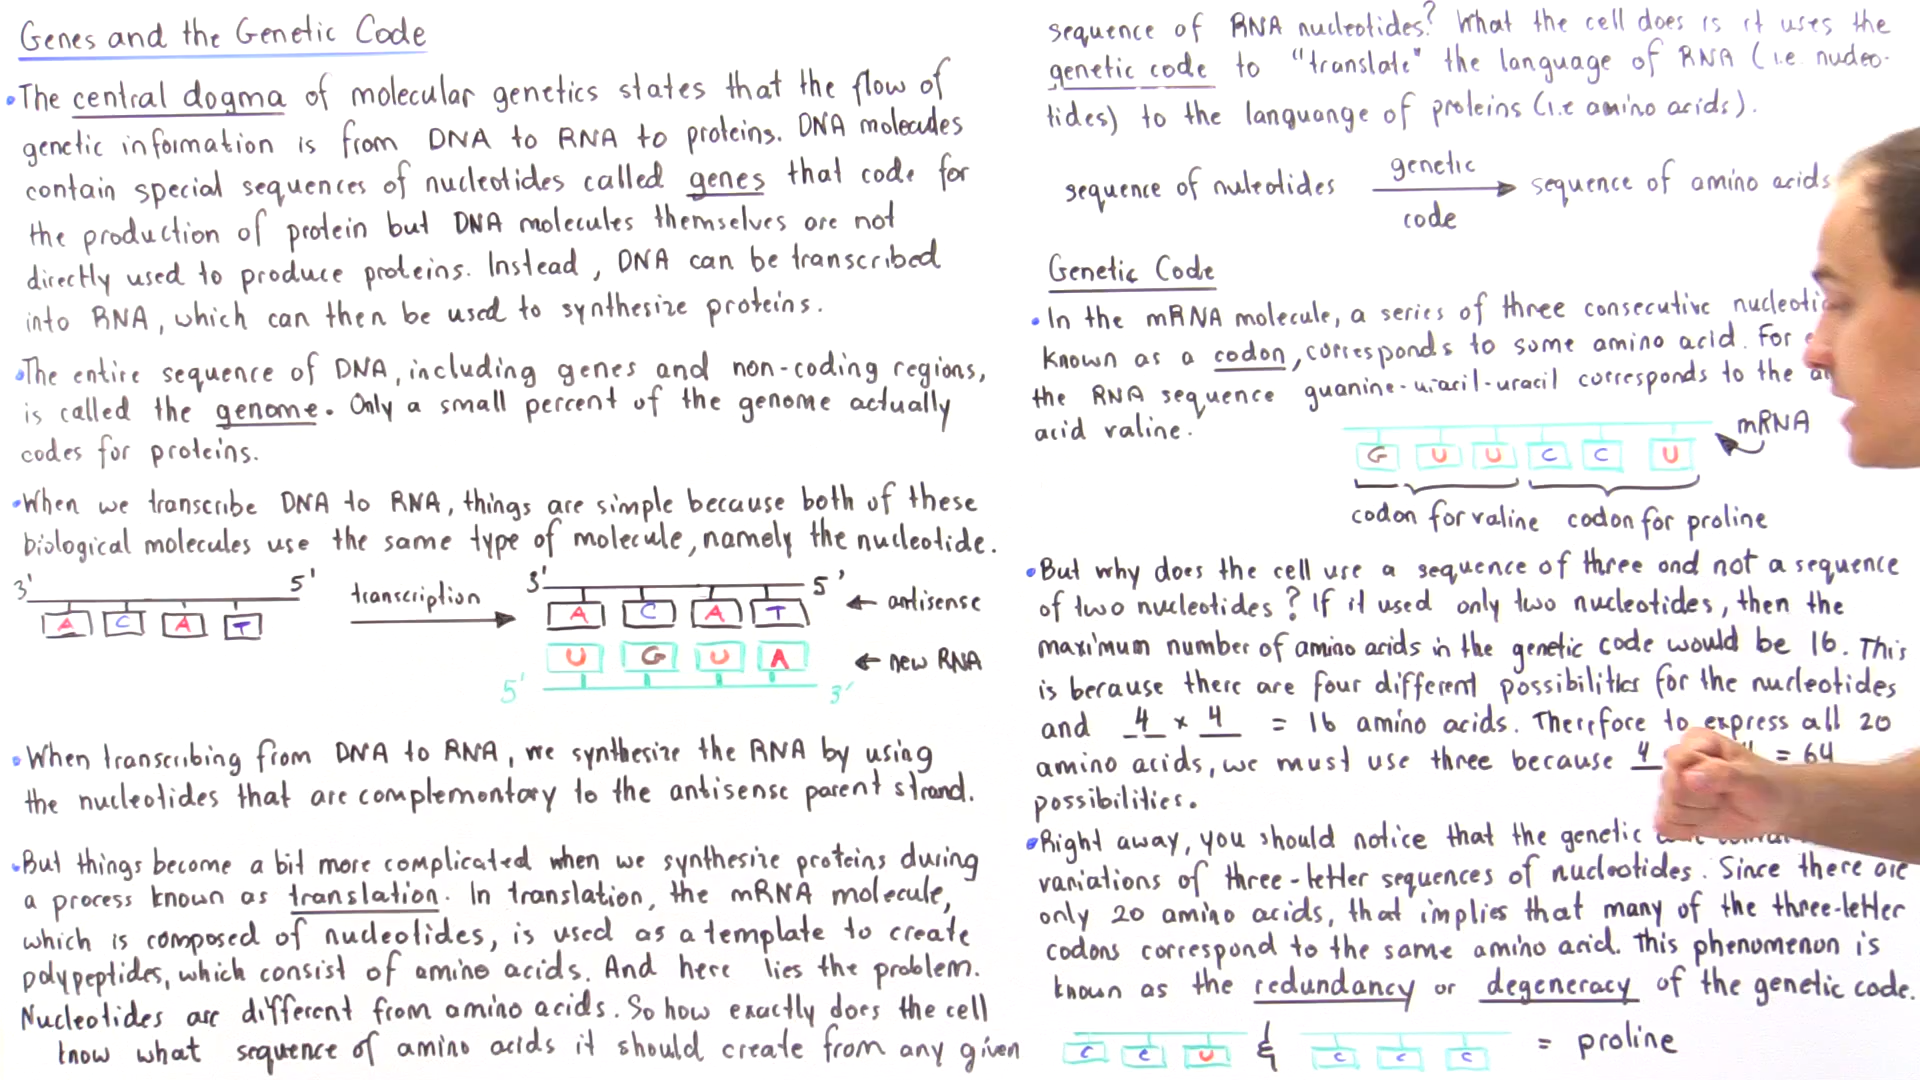 Genes and the Genetic Code
•The central dogma of molecular genetics states that the flow of
genetic information is from DNA to RNA to proteins. DNA molecules
contain special sequences of nucleotides called genes that code for
the production of protein but DNA molecules themselves are not
directly used to produce proteins. Instead, DNA can be transcribed
into RNA, which can then be used to synthesize proteins.
•The entire sequence of DNA, including genes and non-coding regions,
is called the genome. Only a small percent of the genome actually
codes for proteins.
•When we transcribe DNA to RNA, things are simple because both of these
biological molecules use the same type of molecule, namely the nucleotide.
3' 5' transcription 3' 5'
A C A T
A C A T ← antisense
U G U A ← new RNA
5' 3'
•When transcribing from DNA to RNA, we synthesize the RNA by using
the nucleotides that are complementary to the antisense parent strand.
•But things become a bit more complicated when we synthesize proteins during
a process known as translation. In translation, the mRNA molecule,
which is composed of nucleotides, is used as a template to create
polypeptides, which consist of amino acids. And here lies the problem.
Nucleotides are different from amino acids. So how exactly does the cell
know what sequence of amino acids it should create from any given
sequence of RNA nucleotides? What the cell does is it uses the
genetic code to "translate" the language of RNA (i.e. nucleo-
tides) to the languange of proteins (i.e amino acids).
sequence of nuleotides genetic code → sequence of amino acids
Genetic Code
•In the mRNA molecule, a series of three consecutive
known as a codon, corresponds to some amino acid. For
the RNA sequence guanine-uracil-uracil corresponds to the
acid valine.
mRNA
G U U C C U
codon for valine codon for proline
•But why does the cell use a sequence of three and not a sequence
of two nucleotides? If it used only two nucleotides, then the
maximum number of amino acids in the genetic code would be 16. This
is because there are four different possibilities for the nucleotides
and 4 × 4 = 16 amino acids. Therefore to express all 20
amino acids, we must use three because 4 = 64
possibilities.
•Right away, you should notice that the genetic
variations of three-letter sequences of nucleotides. Since there are
only 20 amino acids, that implies that many of the three-letter
codons correspond to the same amino acid. This phenomenon is
known as the redundancy or degeneracy of the genetic code.
C C U & C C C = proline